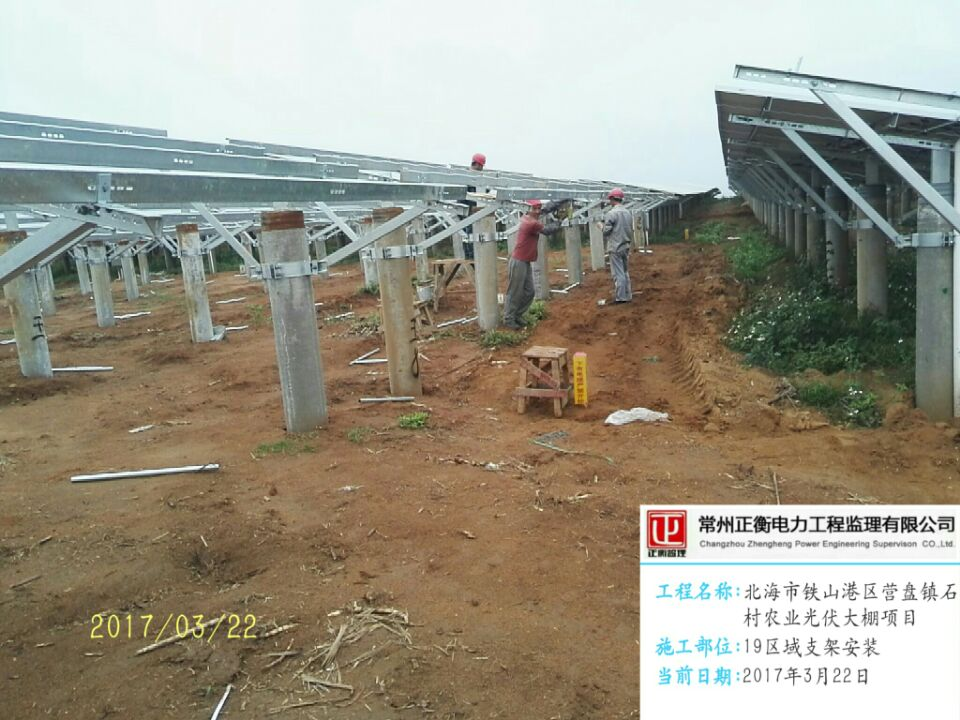 常州正衡电力工程监理有限公司
Changzhou Zhengheng Power Engineering Supervison CO.,Ltd.
正衡管理
工程名称:北海市铁山港区营盘镇石
村农业光伏大棚项目
施工部位:19区域支架安装
当前日期:2017年3月22日
2017/03/22